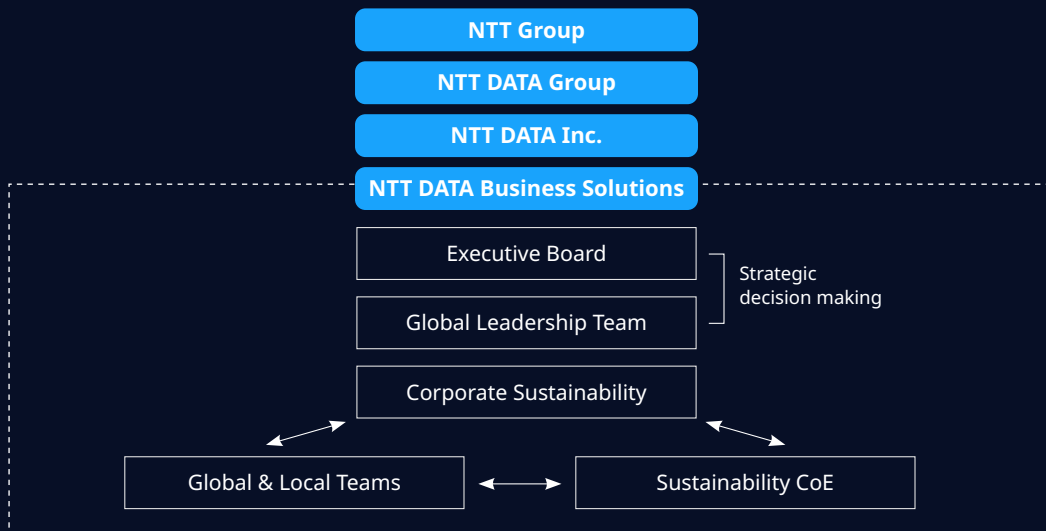 NTT Group
NTT DATA Group
NTT DATA Inc.
NTT DATA Business Solutions
Executive Board
Strategic
decision making
Global Leadership Team
Corporate Sustainability
Global & Local Teams
Sustainability CoE